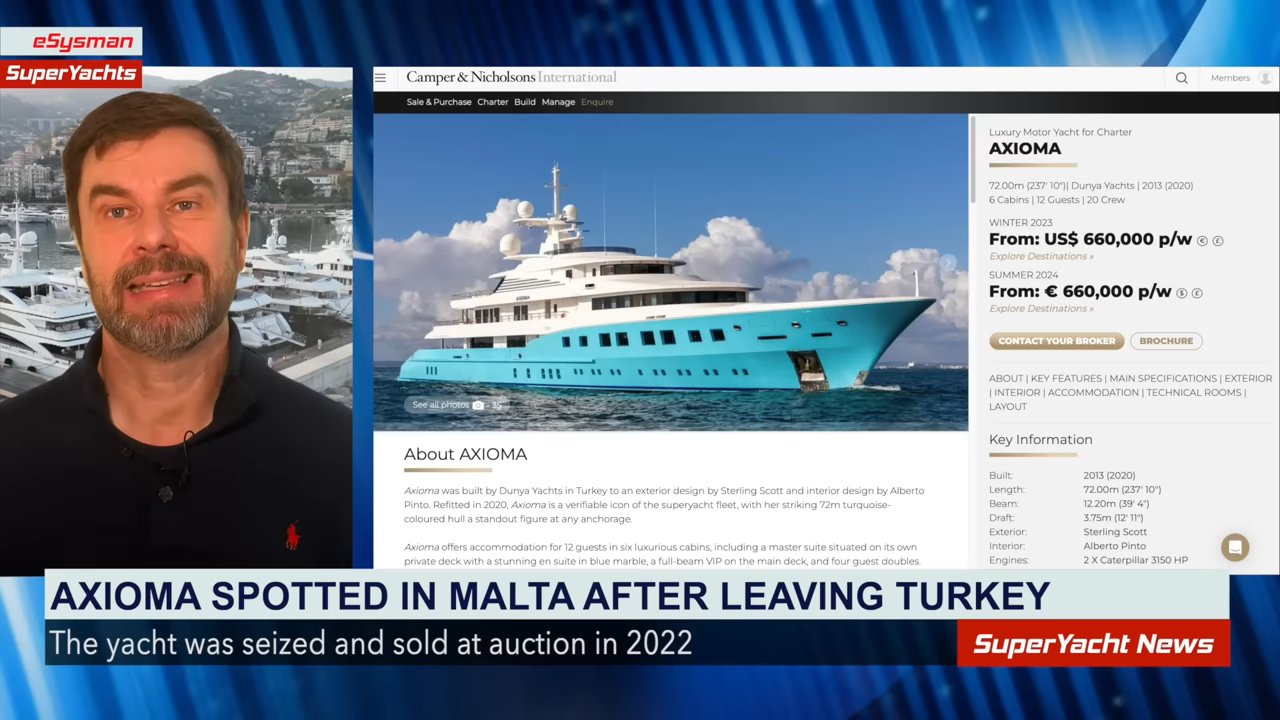 eSysman
SuperYachts
Camper & Nicholsons International
Members
Sale & Purchase Charter Build Manage Enquire
AXIOMA
See all photos - 35
Luxury Motor Yacht for Charter
AXIOMA
72.00m (237' 10")| Dunya Yachts | 2013 (2020)
6 Cabins | 12 Guests | 20 Crew
WINTER 2023
From: US$ 660,000 p/w € £
Explore Destinations »
SUMMER 2024
From: € 660,000 p/w $ £
Explore Destinations »
CONTACT YOUR BROKER BROCHURE
ABOUT | KEY FEATURES | MAIN SPECIFICATIONS | EXTERIOR
| INTERIOR | ACCOMMODATION | TECHNICAL ROOMS |
LAYOUT
Key Information
Built: 2013 (2020)
Length: 72.00m (237' 10")
Beam: 12.20m (39' 4")
Draft: 3.75m (12' 11")
Exterior: Sterling Scott
Interior: Alberto Pinto
Engines: 2 X Caterpillar 3150 HP
About AXIOMA
Axioma was built by Dunya Yachts in Turkey to an exterior design by Sterling Scott and interior design by Alberto
Pinto. Refitted in 2020, Axioma is a verifiable icon of the superyacht fleet, with her striking 72m turquoise-
coloured hull a standout figure at any anchorage.
Axioma offers accommodation for 12 guests in six luxurious cabins, including a master suite situated on its own
private deck with a stunning en suite in blue marble, a full-beam VIP on the main deck, and four guest doubles.
AXIOMA SPOTTED IN MALTA AFTER LEAVING TURKEY
The yacht was seized and sold at auction in 2022
SuperYacht News